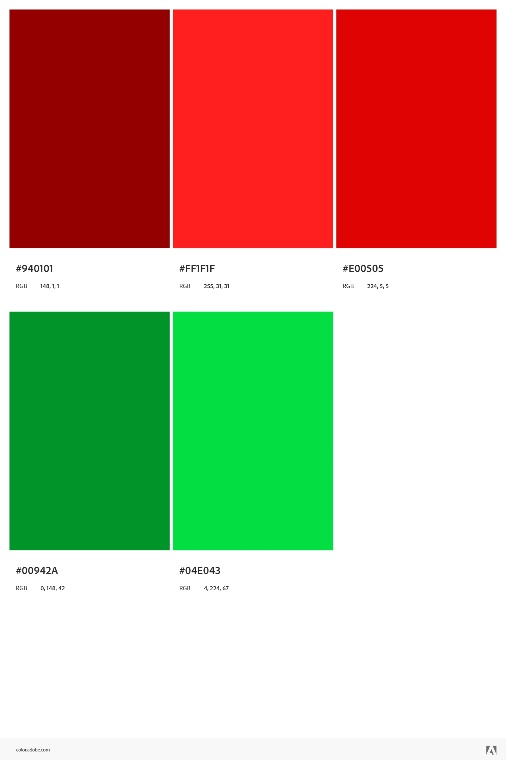 #940101 #FF1F1F #E00505
RGB 148, 1, 1 RGB 255, 31, 31 RGB 224, 5, 5
#00942A #04E043
RGB 0, 148, 42 RGB 4, 224, 67
color.adobe.com